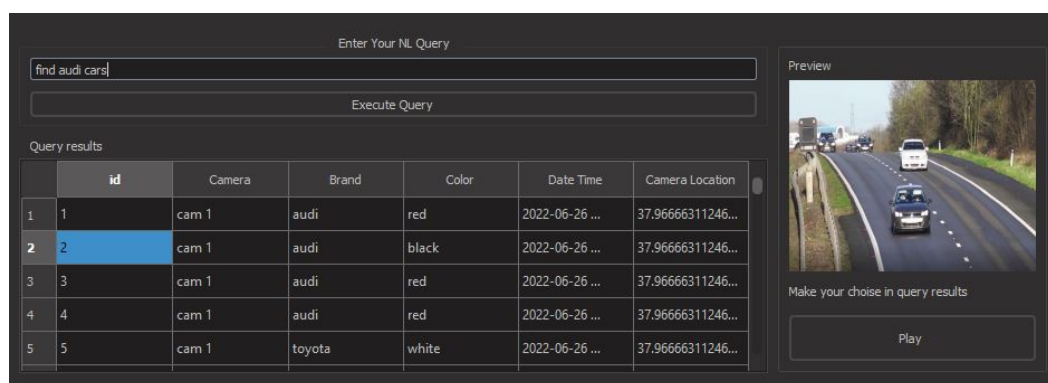 Enter Your NL Query
find audi cars
Execute Query
Query results
id Camera Brand Color Date Time Camera Location
1 1 cam 1 audi red 2022-06-26 ... 37.96666311246...
2 2 cam 1 audi black 2022-06-26 ... 37.96666311246...
3 3 cam 1 audi red 2022-06-26 ... 37.96666311246...
4 4 cam 1 audi red 2022-06-26 ... 37.96666311246...
5 5 cam 1 toyota white 2022-06-26 ... 37.96666311246...
Preview
Make your choise in query results
Play